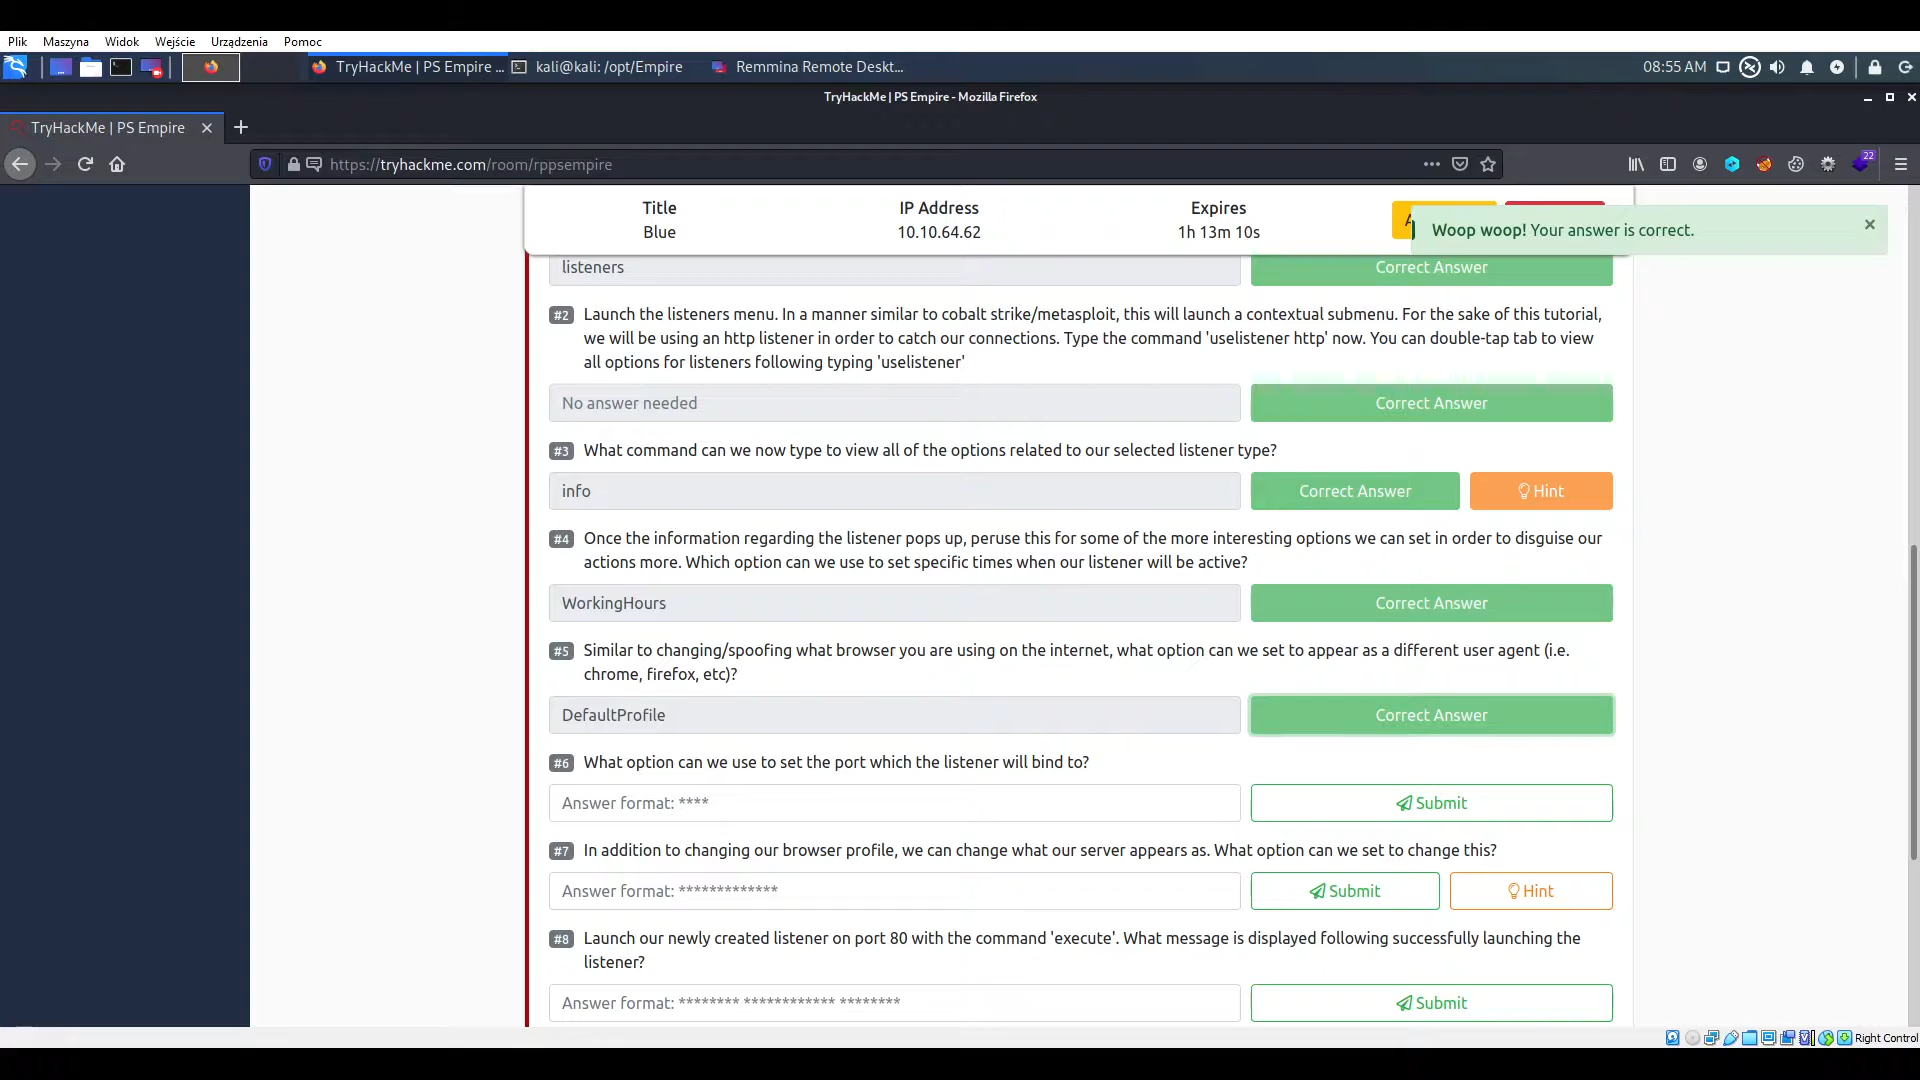 Plik Maszyna Widok Wejście Urządzenia Pomoc
TryHackMe | PS Empire ... kali@kali: /opt/Empire Remmina Remote Deskt... 08:55 AM
TryHackMe | PS Empire - Mozilla Firefox
TryHackMe | PS Empire
https://tryhackme.com/room/rppsempire
22
Title IP Address Expires
Blue 10.10.64.62 1h 13m 10s
A
Woop woop! Your answer is correct.
listeners Correct Answer
#2 Launch the listeners menu. In a manner similar to cobalt strike/metasploit, this will launch a contextual submenu. For the sake of this tutorial,
we will be using an http listener in order to catch our connections. Type the command 'uselistener http' now. You can double-tap tab to view
all options for listeners following typing 'uselistener'
No answer needed Correct Answer
#3 What command can we now type to view all of the options related to our selected listener type?
info Correct Answer Hint
#4 Once the information regarding the listener pops up, peruse this for some of the more interesting options we can set in order to disguise our
actions more. Which option can we use to set specific times when our listener will be active?
WorkingHours Correct Answer
#5 Similar to changing/spoofing what browser you are using on the internet, what option can we set to appear as a different user agent (i.e.
chrome, firefox, etc)?
DefaultProfile Correct Answer
#6 What option can we use to set the port which the listener will bind to?
Answer format: **** Submit
#7 In addition to changing our browser profile, we can change what our server appears as. What option can we set to change this?
Answer format: ************* Submit Hint
#8 Launch our newly created listener on port 80 with the command 'execute'. What message is displayed following successfully launching the
listener?
Answer format: ******** ************ ******** Submit
Right Control